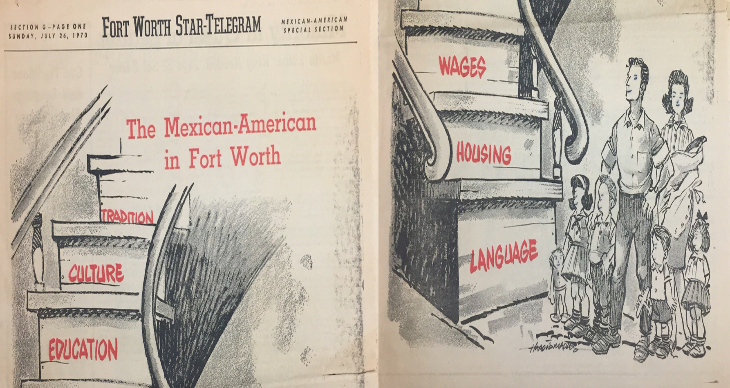 SECTION G—PAGE ONE
SUNDAY, JULY 26, 1970
FORT WORTH STAR-TELEGRAM
MEXICAN-AMERICAN
SPECIAL SECTION
The Mexican-American
in Fort Worth
TRADITION
CULTURE
EDUCATION
WAGES
HOUSING
LANGUAGE